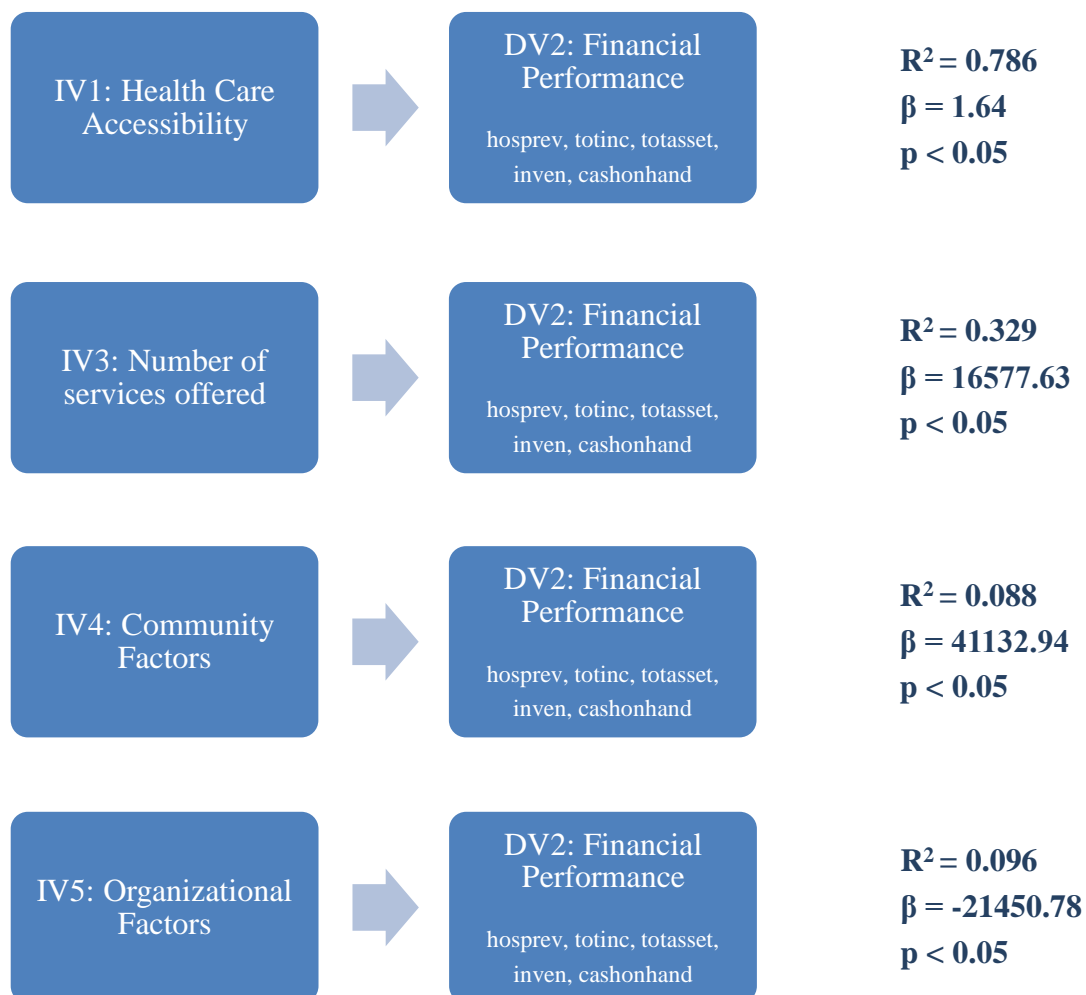 IV1: Health Care
Accessibility
DV2: Financial
Performance
hosprev, totinc, totasset,
inven, cashonhand
R² = 0.786
β = 1.64
p < 0.05
IV3: Number of
services offered
DV2: Financial
Performance
hosprev, totinc, totasset,
inven, cashonhand
R² = 0.329
β = 16577.63
p < 0.05
IV4: Community
Factors
DV2: Financial
Performance
hosprev, totinc, totasset,
inven, cashonhand
R² = 0.088
β = 41132.94
p < 0.05
IV5: Organizational
Factors
DV2: Financial
Performance
hosprev, totinc, totasset,
inven, cashonhand
R² = 0.096
β = -21450.78
p < 0.05